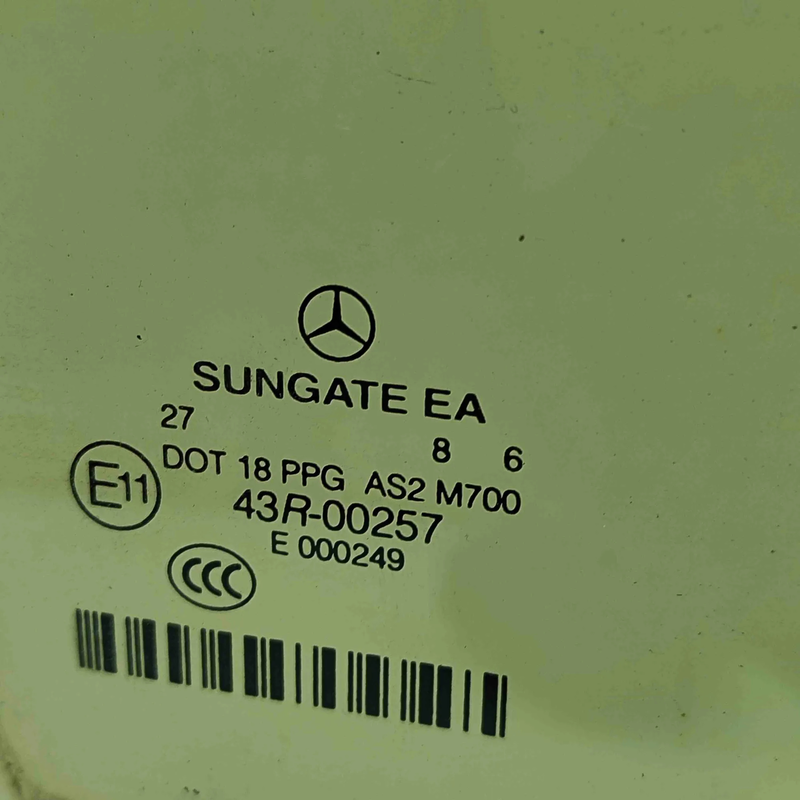 SUNGATE EA
27 8 6
E11
DOT 18 PPG AS2 M700
43R-00257
E 000249
CCC